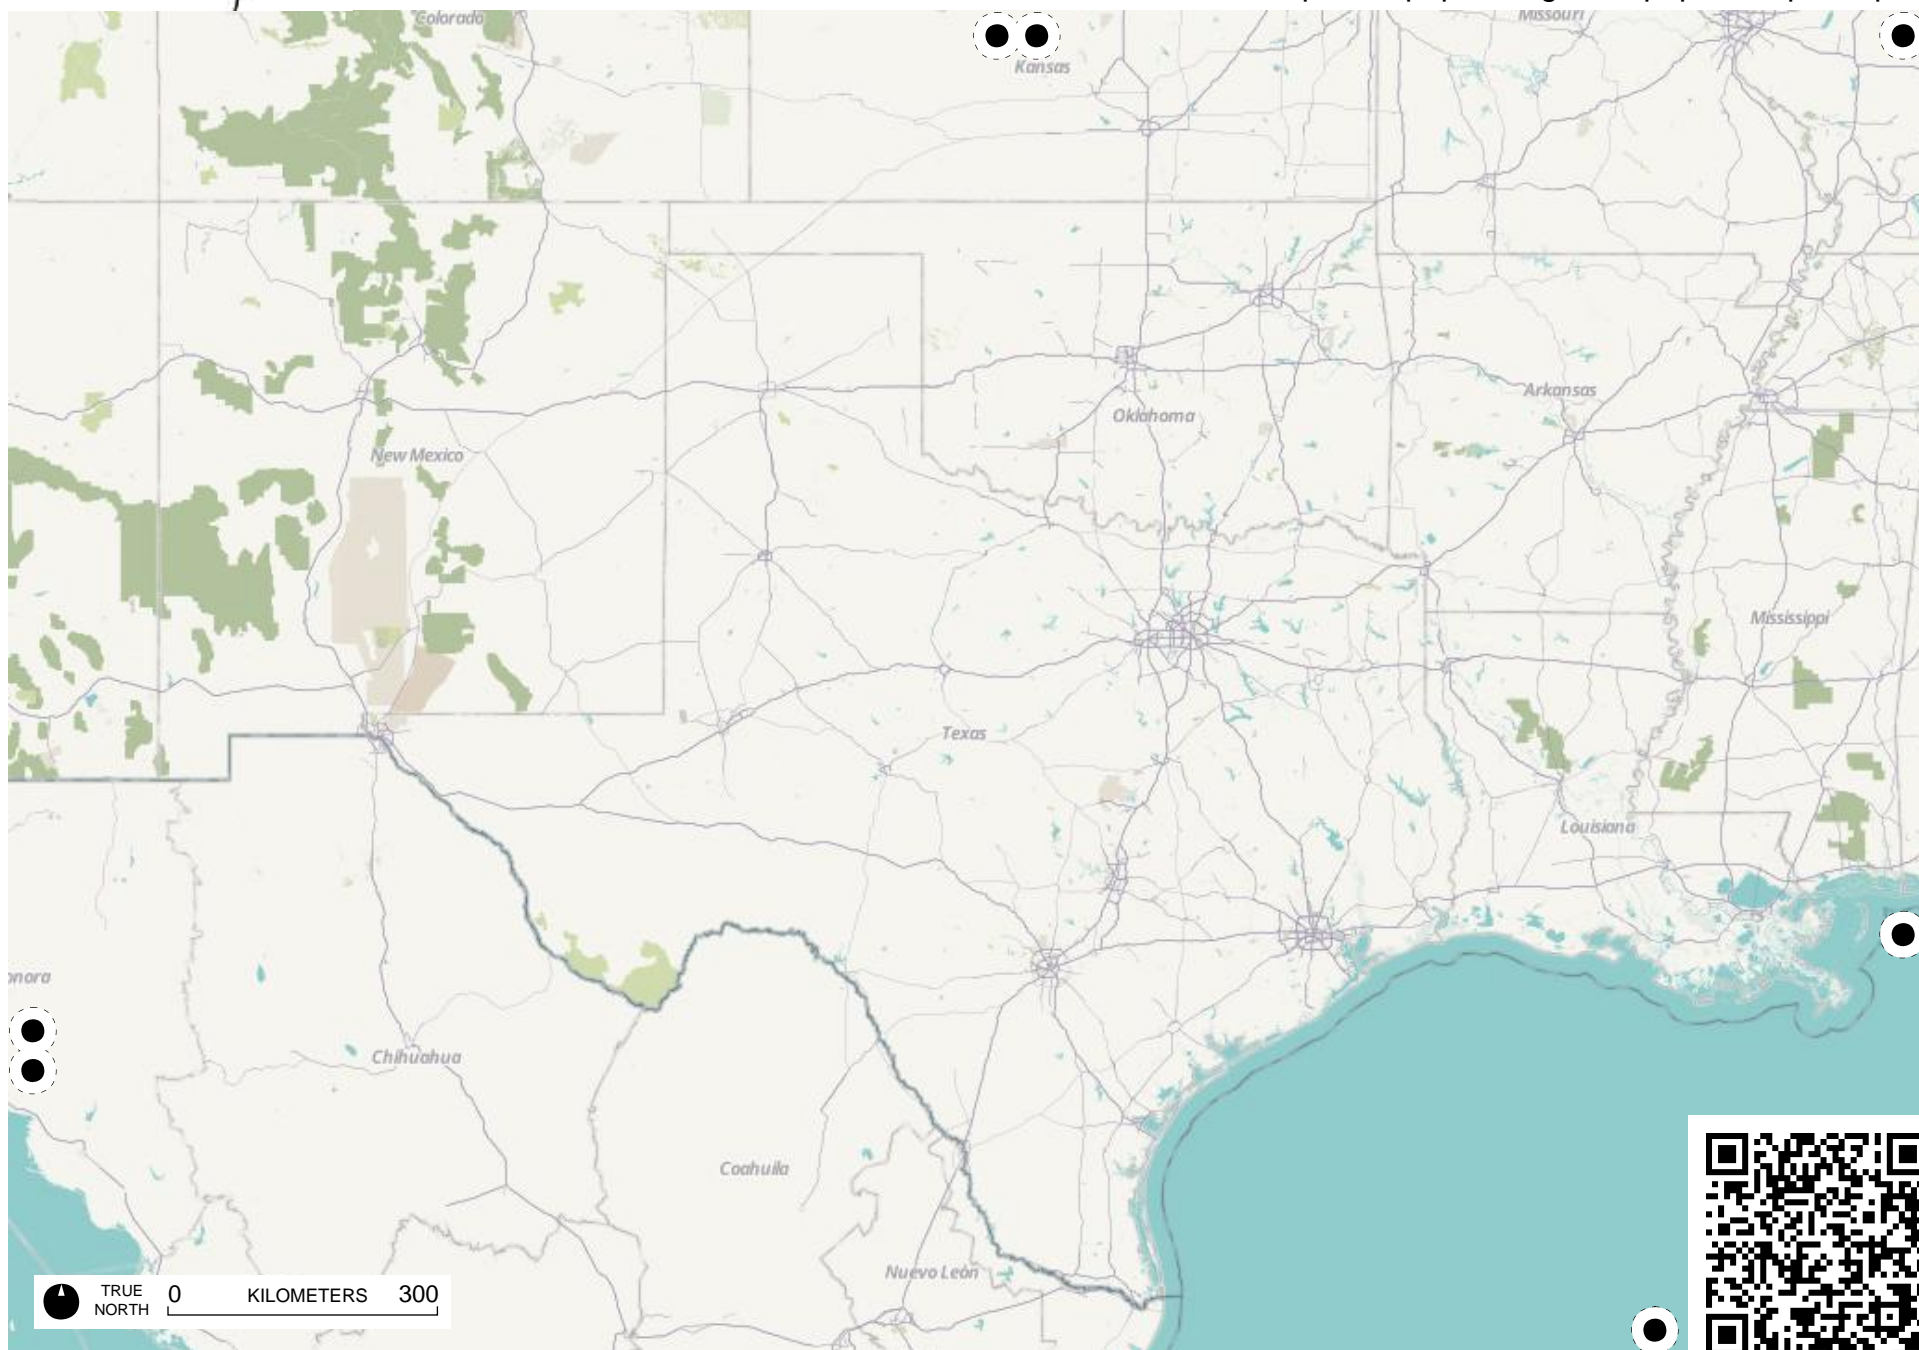 Colorado
Missouri
Kansas
Arkansas
Oklahoma
New Mexico
Mississippi
Texas
Louisiana
onora
Chihuahua
Coahuila
Nuevo León
TRUE
NORTH
0 KILOMETERS 300